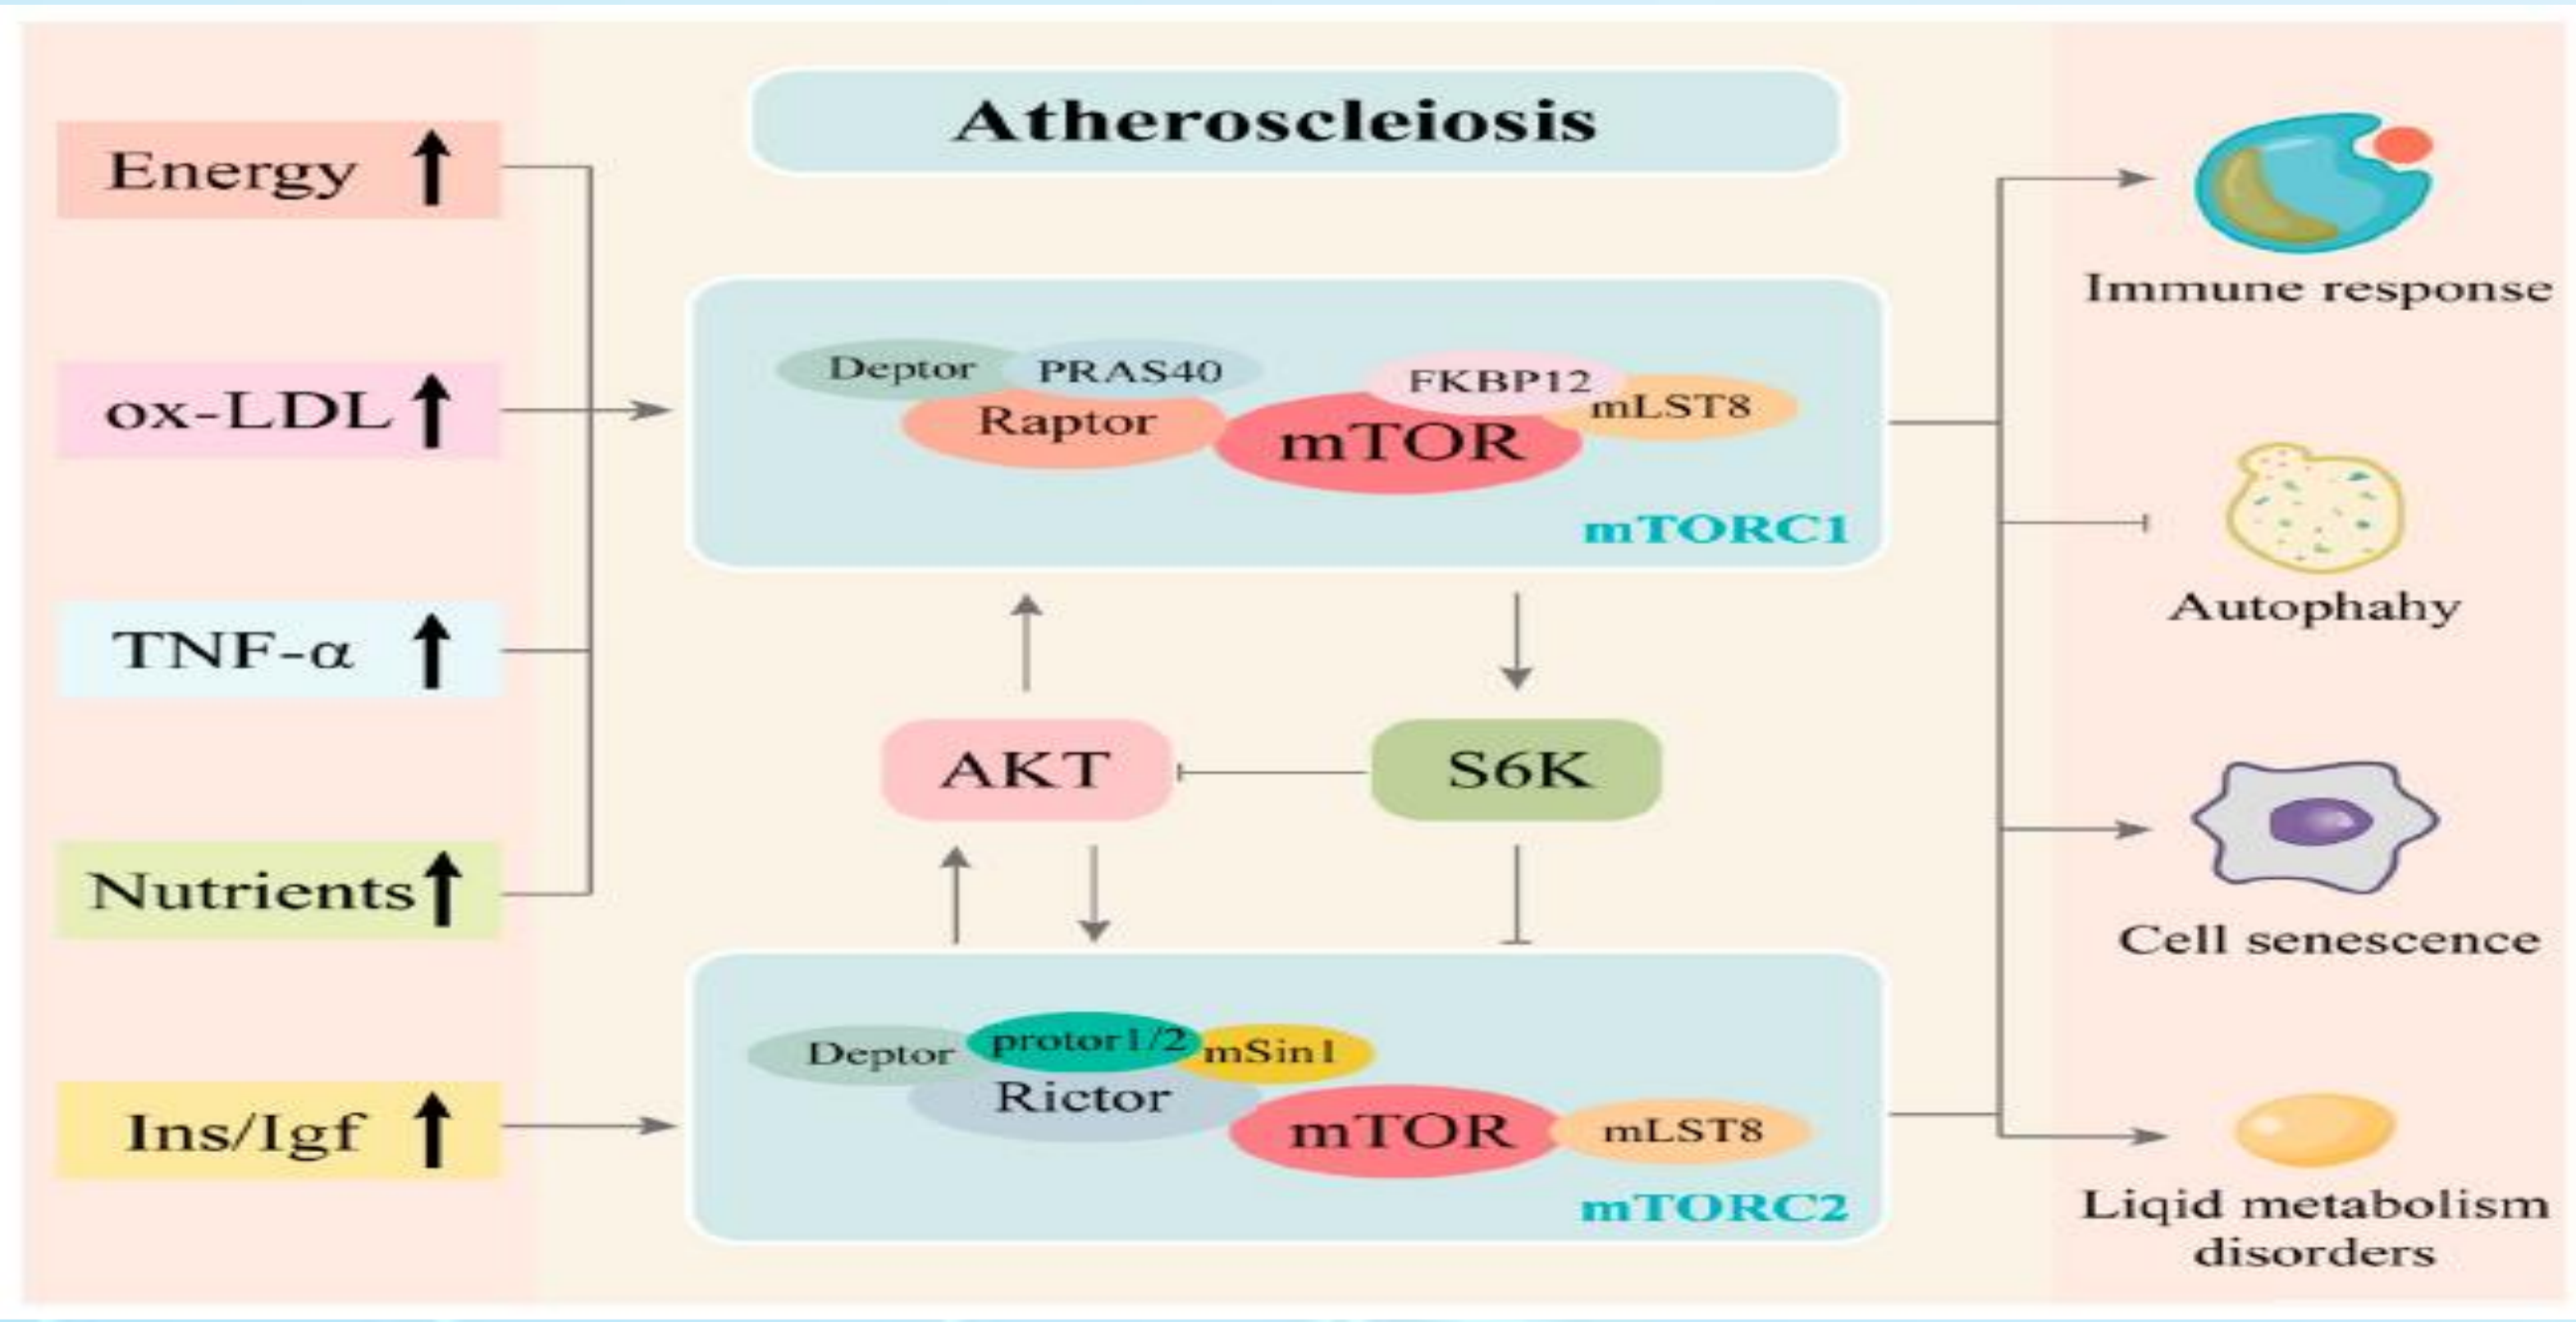 Atheroscleiosis
Energy
ox-LDL
TNF-α
Nutrients
Ins/Igf
Deptor
PRAS40
Raptor
FKBP12
mLST8
mTOR
mTORC1
AKT
S6K
Deptor
protor1/2
mSin1
Rictor
mTOR
mLST8
mTORC2
Immune response
Autophahy
Cell senescence
Liqid metabolism
disorders